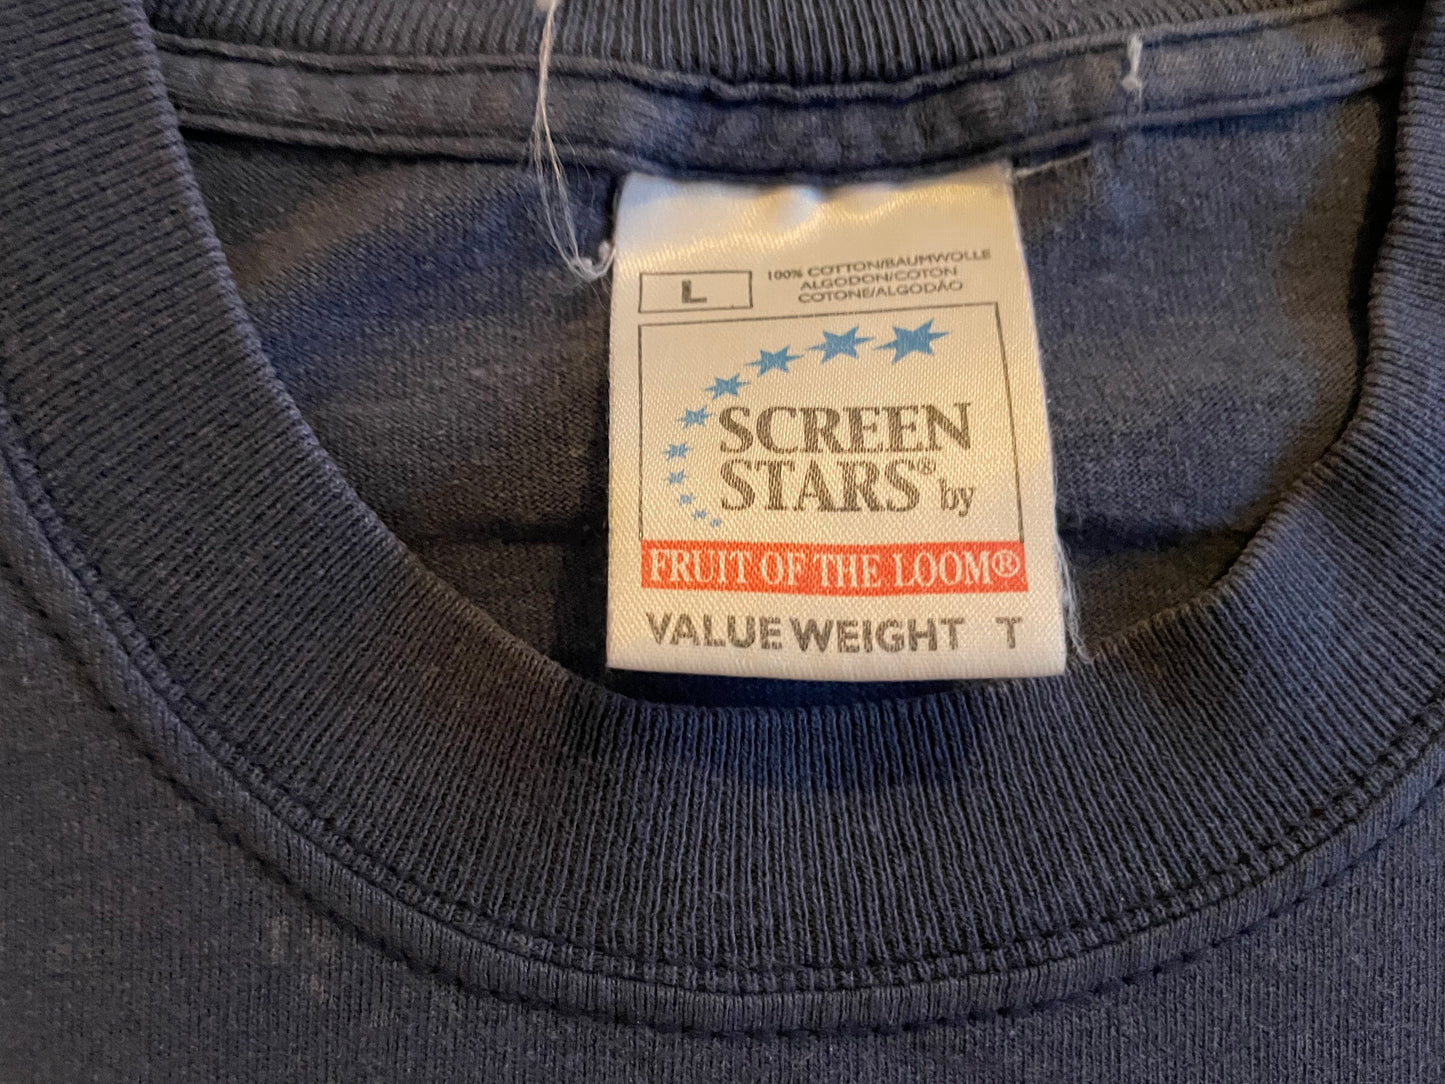 L
100% COTTON/BAUMWOLLE
ALGODON/COTON
COTONE/ALGODÃO
SCREEN
STARS® by
FRUIT OF THE LOOM®
VALUE WEIGHT T